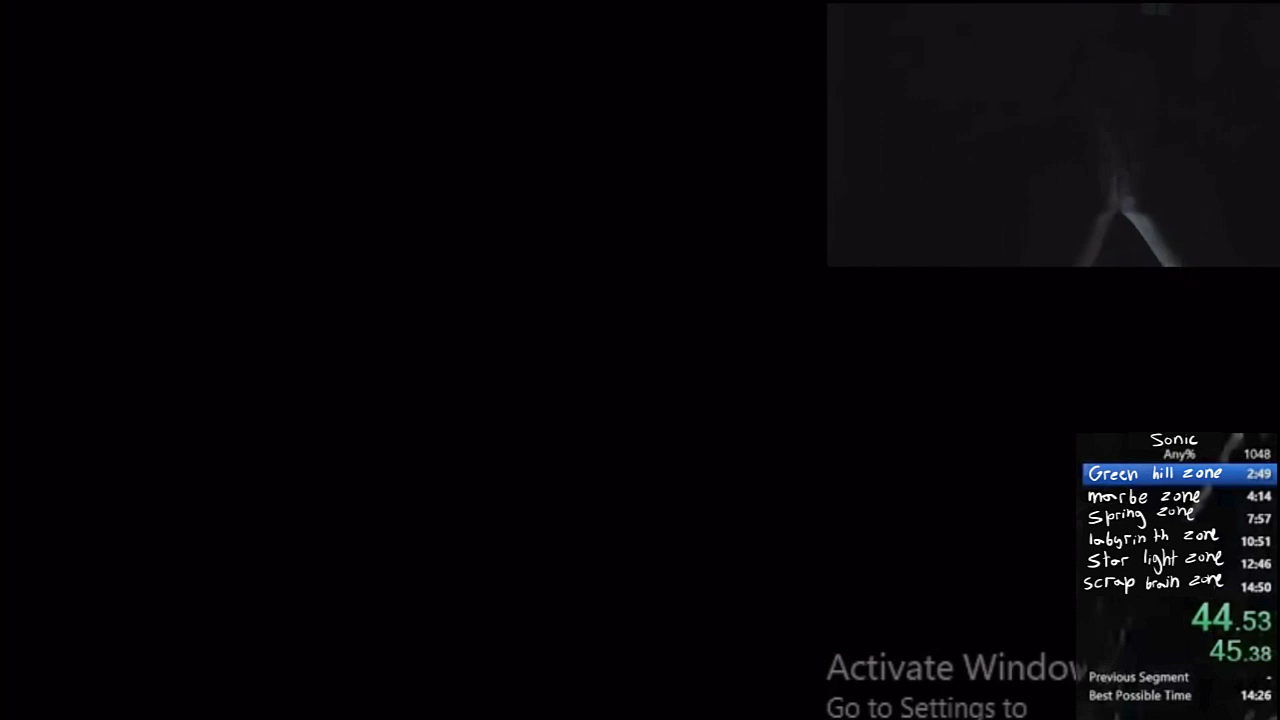 Sonic
Any% 1048
Green hill zone 2:49
marbe zone 4:14
Spring zone 7:57
labyrinth zone 10:51
Star light zone 12:46
scrap brain zone 14:50
44.53
45.38
Activate Window
Go to Settings to
Previous Segment -
Best Possible Time 14:26